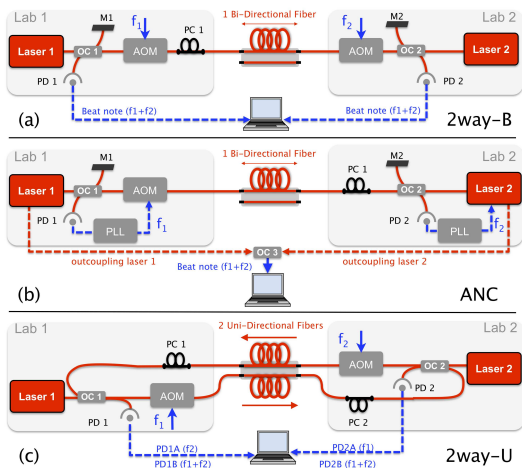 Lab 1
M1
f1
PC 1
1 Bi-Directional Fiber
f2
M2
Lab 2
Laser 1
OC 1
AOM
AOM
OC 2
Laser 2
PD 1
PD 2
Beat note (f1+f2)
Beat note (f1+f2)
(a)
2way-B
Lab 1
M1
1 Bi-Directional Fiber
M2
Lab 2
PC 1
Laser 1
OC 1
AOM
OC 2
Laser 2
PD 1
PLL
f1
PD 2
PLL
f2
OC 3
outcoupling laser 1
outcoupling laser 2
Beat note (f1+f2)
(b)
ANC
Lab 1
PC 1
2 Uni-Directional Fibers
f2
Lab 2
AOM
OC 2
Laser 2
Laser 1
OC 1
AOM
PD 2
PD 1
f1
PC 2
PD1A (f2)
PD2A (f1)
PD1B (f1+f2)
PD2B (f1+f2)
(c)
2way-U